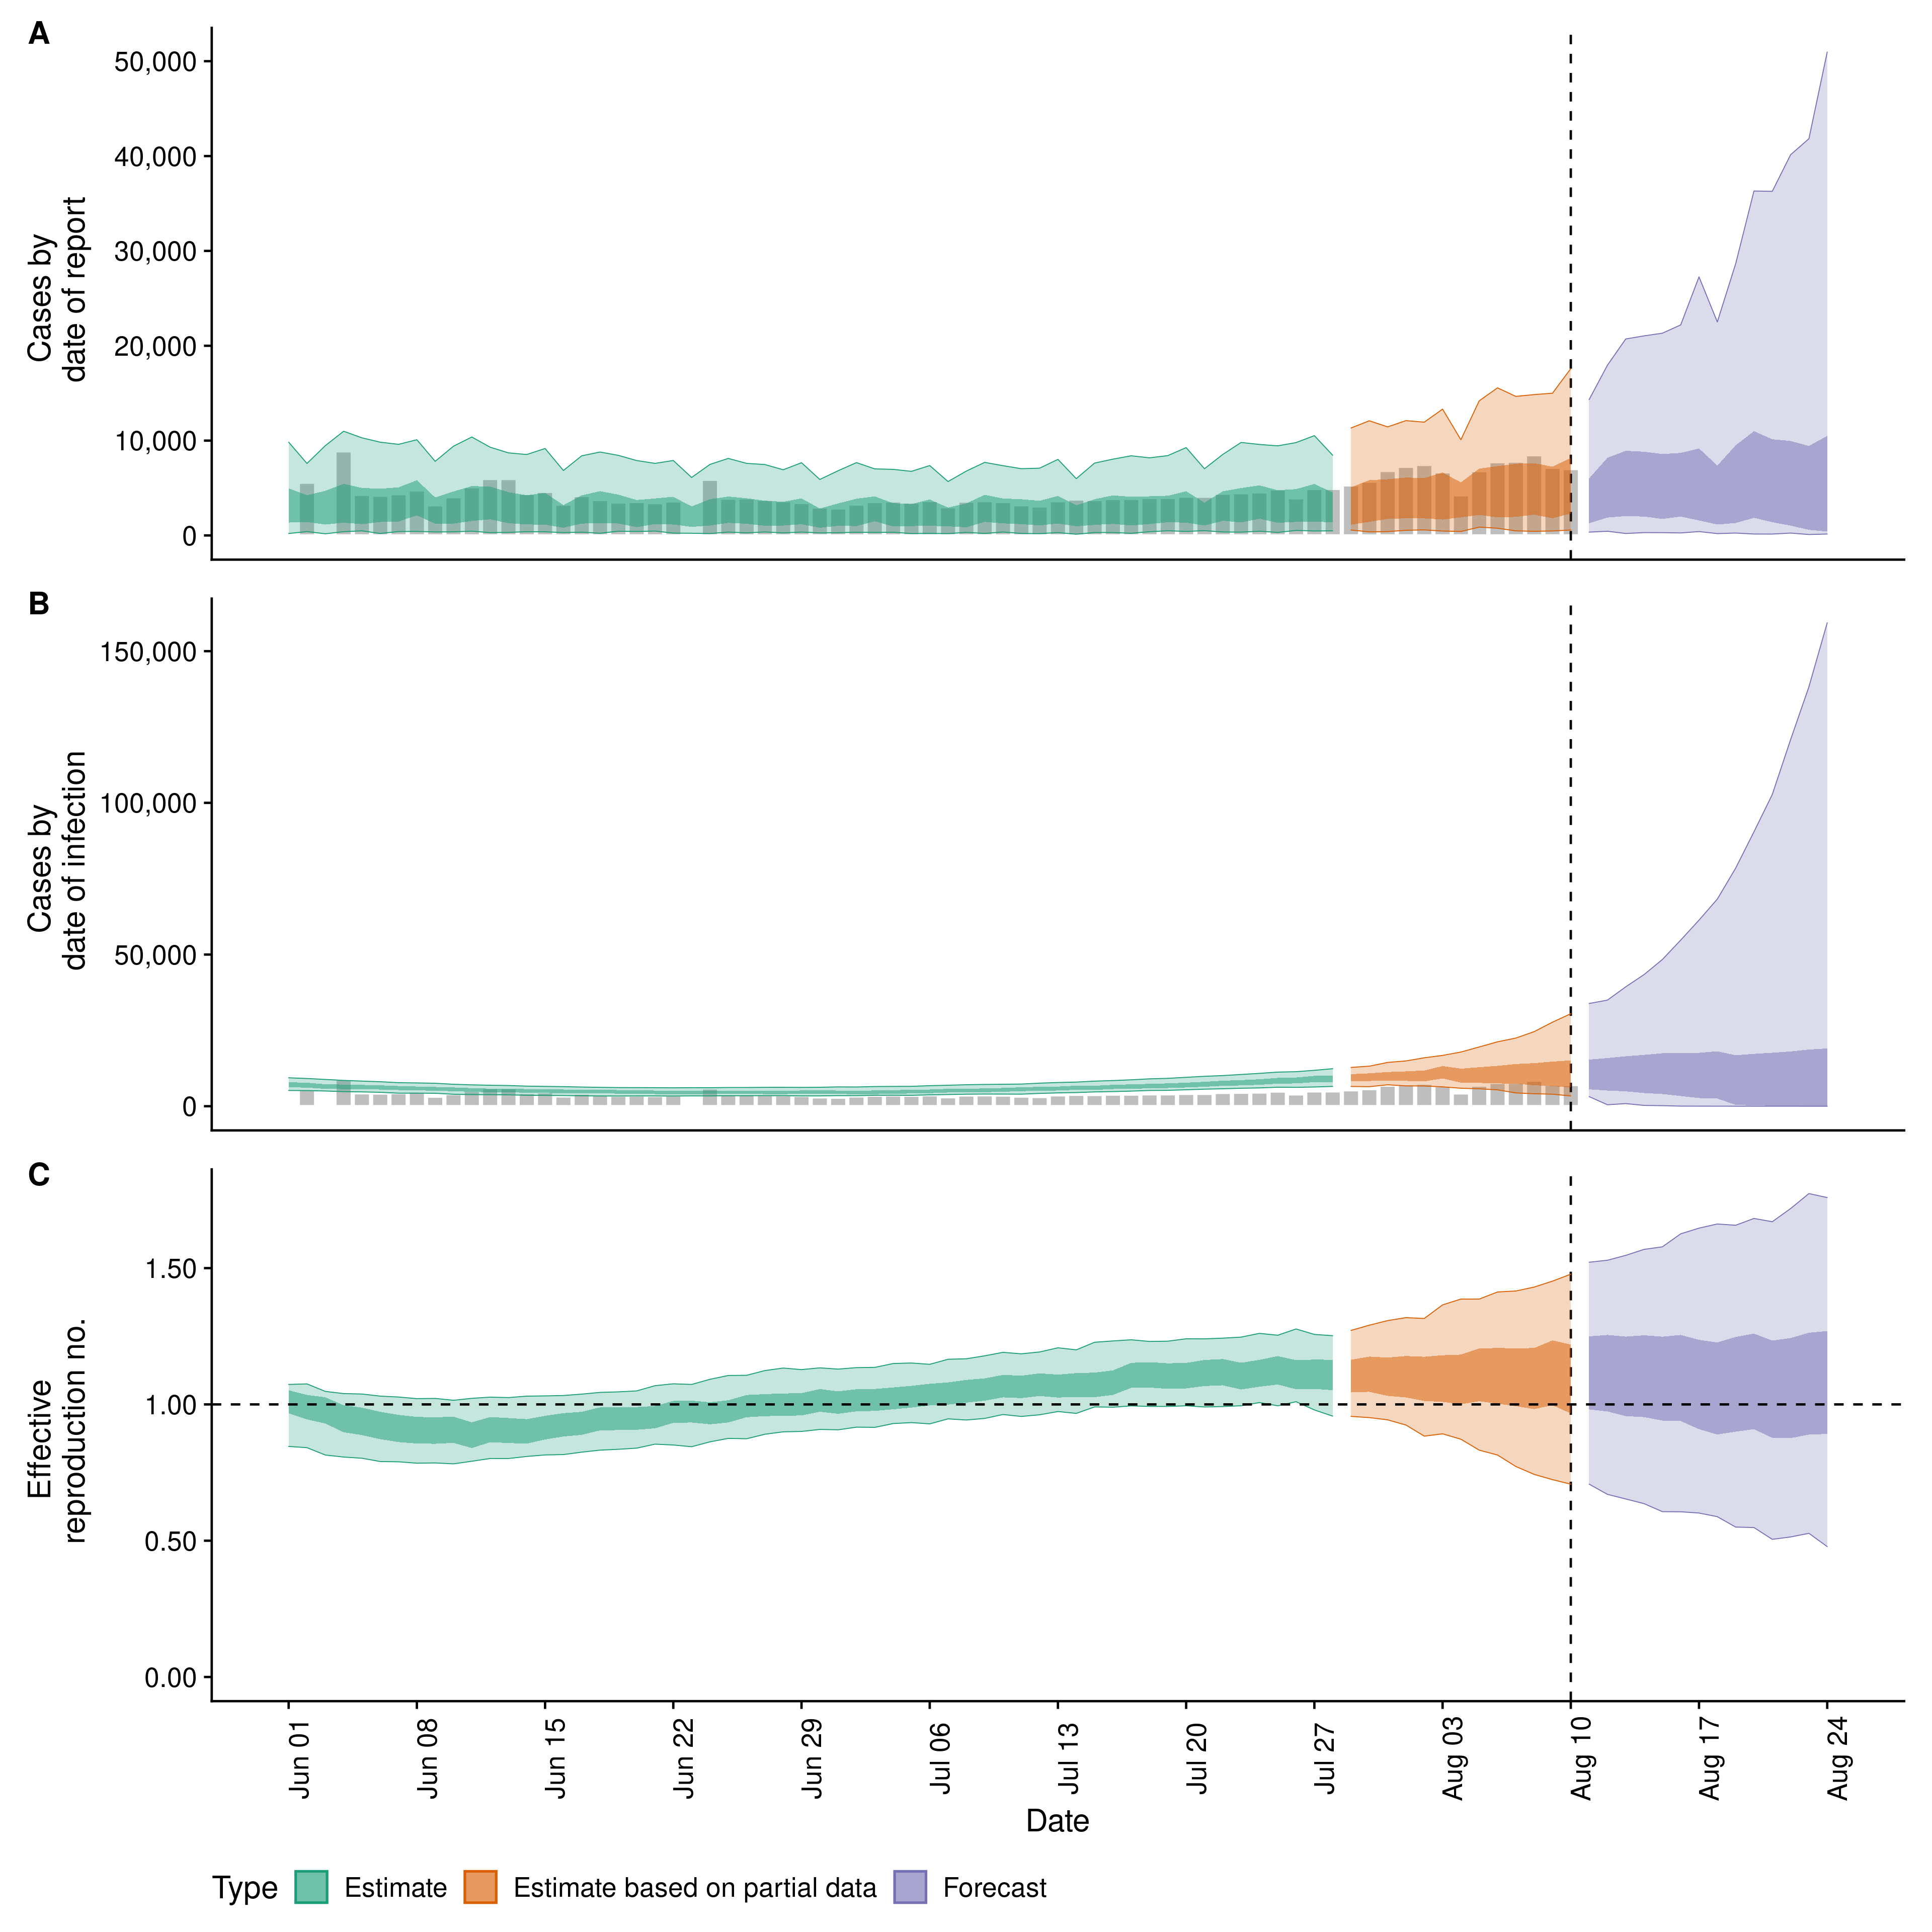 A
50,000
40,000
30,000
20,000
10,000
0
Cases by
date of report
B
150,000
100,000
50,000
0
Cases by
date of infection
C
1.50
1.00
0.50
0.00
Effective
reproduction no.
Jun 01
Jun 08
Jun 15
Jun 22
Jun 29
Jul 06
Jul 13
Jul 20
Jul 27
Aug 03
Aug 10
Aug 17
Aug 24
Date
Type Estimate Estimate based on partial data Forecast